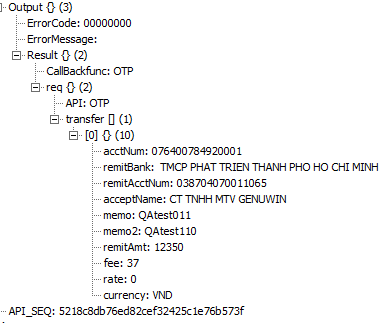 Output {} (3)
ErrorCode: 00000000
ErrorMessage:
Result {} (2)
CallBackfunc: OTP
req {} (2)
API: OTP
transfer [] (1)
[0] {} (10)
acctNum: 076400784920001
remitBank: TMCP PHAT TRIEN THANH PHO HO CHI MINH
remitAcctNum: 038704070011065
acceptName: CT TNHH MTV GENUWIN
memo: QAtest011
memo2: QAtest110
remitAmt: 12350
fee: 37
rate: 0
currency: VND
API_SEQ: 5218c8db76ed82cef32425c1e76b573f